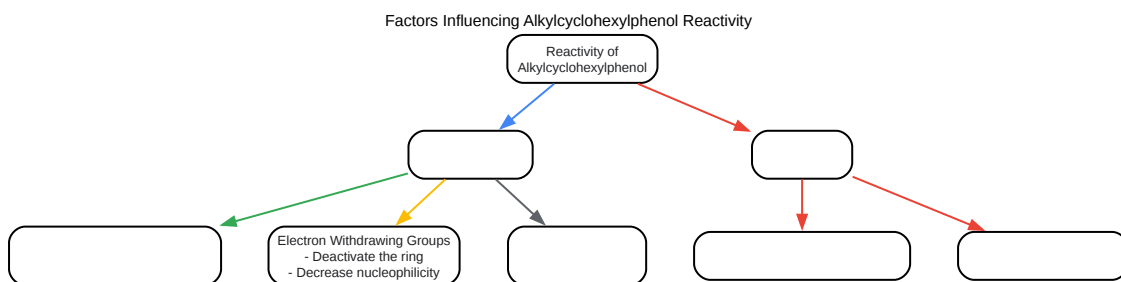 Factors Influencing Alkylcyclohexylphenol Reactivity
Reactivity of
Alkylcyclohexylphenol
Electron Withdrawing Groups
- Deactivate the ring
- Decrease nucleophilicity